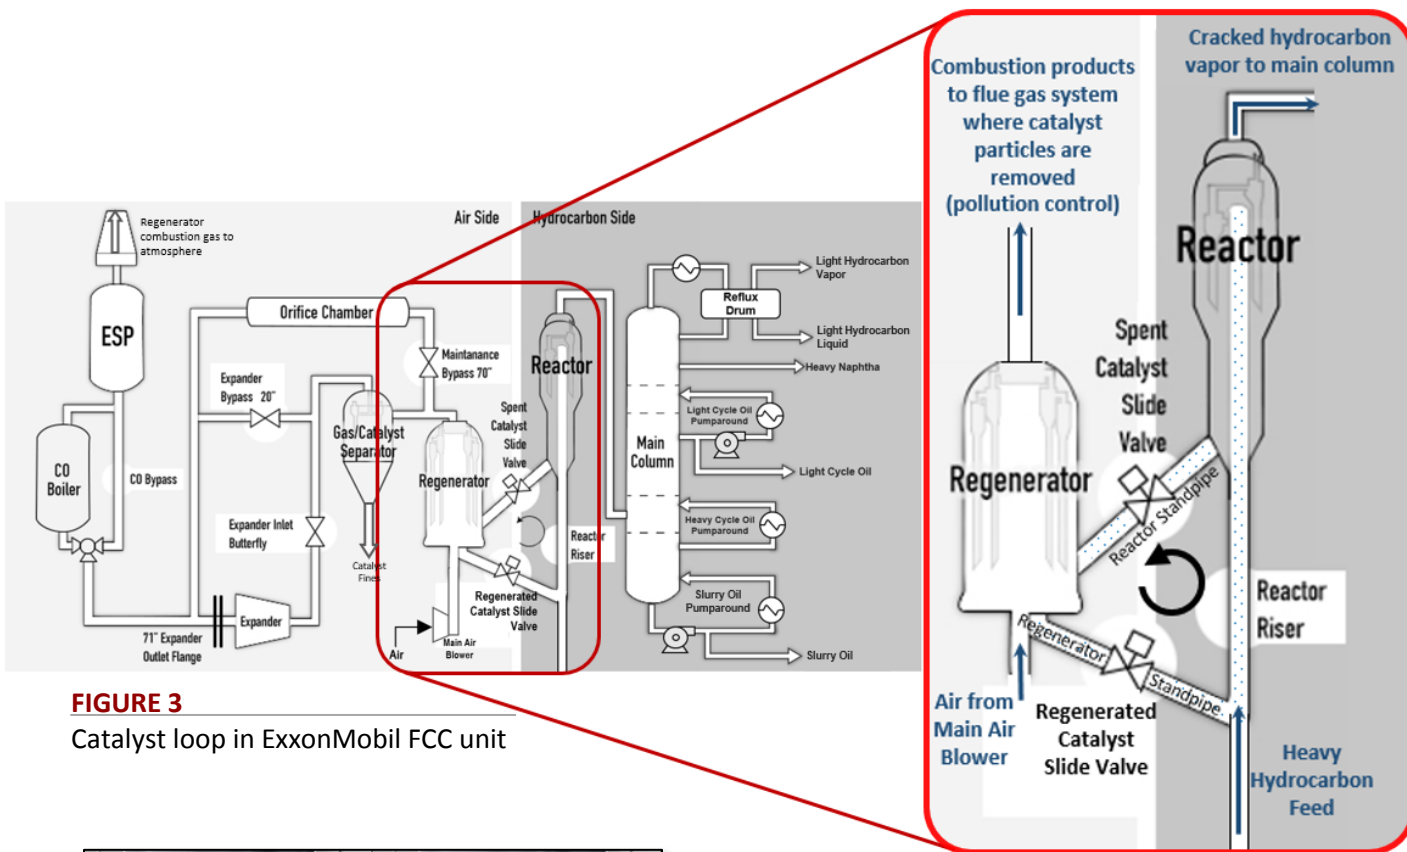 Regenerator
combustion gas to
atmosphere
Air Side
Hydrocarbon Side
ESP
Orifice Chamber
Maintanance
Bypass 70"
Expander
Bypass 20"
Gas/Catalyst
Separator
CO
Boiler
CO Bypass
Expander Inlet
Butterfly
Catalyst
Fines
71" Expander
Outlet Flange
Expander
Regenerator
Spent
Catalyst
Slide
Valve
Reactor
Reactor
Riser
Regenerated
Catalyst Slide
Valve
Air
Main Air
Blower
Main
Column
Reflux
Drum
Light Hydrocarbon
Vapor
Light Hydrocarbon
Liquid
Heavy Naphtha
Light Cycle Oil
Pumparound
Light Cycle Oil
Heavy Cycle Oil
Pumparound
Slurry Oil
Pumparound
Slurry Oil
FIGURE 3
Catalyst loop in ExxonMobil FCC unit
Combustion products
to flue gas system
where catalyst
particles are
removed
(pollution control)
Cracked hydrocarbon
vapor to main column
Reactor
Spent
Catalyst
Slide
Valve
Regenerator
Reactor Standpipe
Reactor
Riser
Regenerator
Standpipe
Air from
Main Air
Blower
Regenerated
Catalyst
Slide Valve
Heavy
Hydrocarbon
Feed